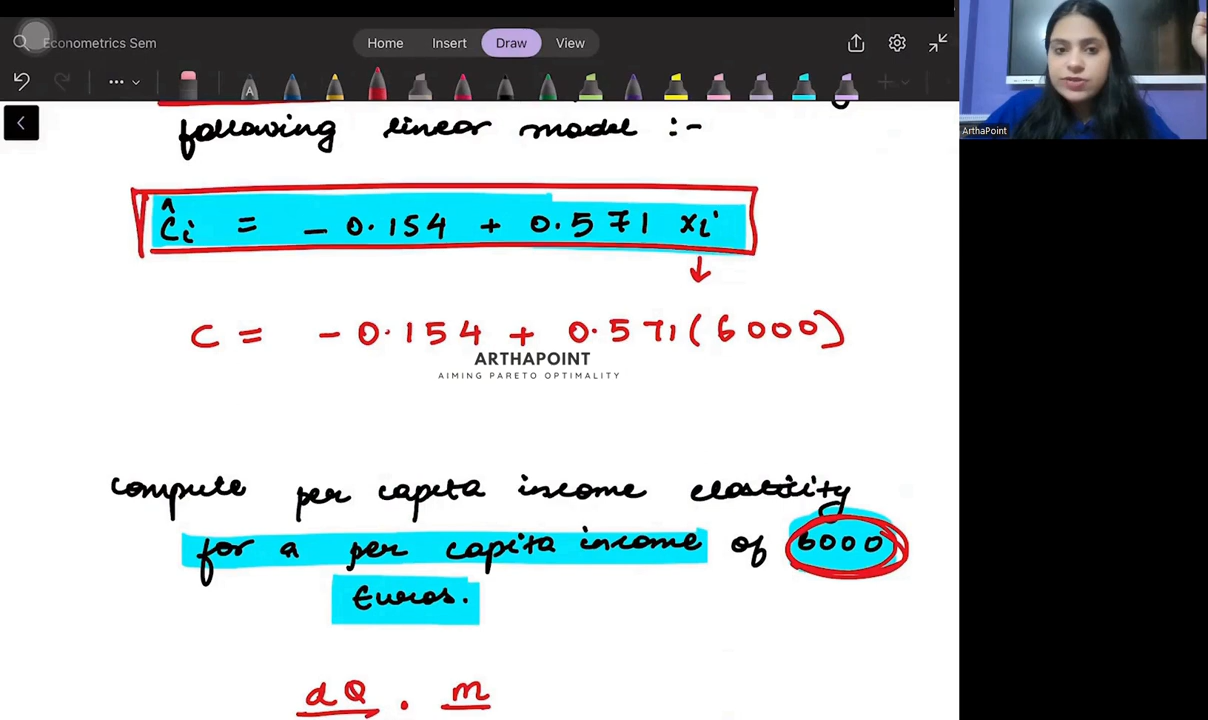 Econometrics Sem
Home Insert Draw View
A
ArthaPoint
following linear model :-
Ĉi = - 0.154 + 0.571 xi
C = - 0.154 + 0.571 (6000)
ARTHAPOINT
AIMING PARETO OPTIMALITY
compute per capita income elasticity
for a per capita income of 6000
Euros.
dQ . m